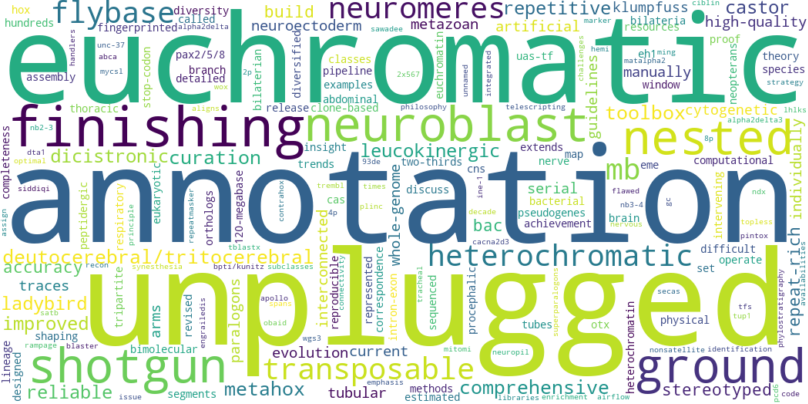 hox
hundreds
flybase
diversity
called
fingerprinted
alpha2delta
neuromeres
neuroectoderm
metazoan
build
repetitive
artificial
klumpfuss
bilateria
resources
castor
high-quality
handlers
unc-37
abca
mycsl
pax2/5/8
branch
detailed
stop-codon
bilaterian
diversified
classes
pipeline
examples
abdominal
sawadee
marker
euchromatin
2x567
unnamed
integrated
uas-tf
hemi
challenges
ciblin
eh1
ming
matalpha2
manually
window
proof
neopterans
theory
species
strategy
euchromatic
assembly
thoracic
2p
wox
aligns
release
clone-based
philosophy
telescripting
guidelines
alpha2delta3
lhiks
finishing
neuroblast
toolbox
cytogenetic
nested
8p
completeness
nb2-3
dta1
optimal
siddiqi
dicistronic
curation
insight
trends
leucokinergic
two-thirds
extends
nerve
map
cns
93de
mb
eme
computational
individually
annotation
assign
peptidergic
respiratory
principle
eukaryotic
repeatmasker
orthologs
tblastx
120-megabase
contrahox
trembl
cas
4p
times
plinc
whole-genome
discuss
decade
serial
bac
bacterial
pseudogenes
achievement
ine-1
cacna2d3
nb3-4
brain
nervous
flawed
gc
intervening
topless
pintox
ndx
deutocerebral/tritocerebral
accuracy
recon
synesthesia
bpti/kunitz
subclasses
interconnected
reproducible
connectivity
represented
correspondence
intron-exon
heterochromatic
difficult
set
operate
repeat-rich
availabilities
unplugged
traces
ladybird
improved
satb
shaping
rampage
blaster
lineage
designed
issue
tripartite
arms
revised
engrailedis
bimolecular
segments
paralogons
apollo
spans
obaid
wgs3
evolution
current
sequenced
tracheal
procephalic
tubes
mitomi
neuropil
superparalogons
otx
physical
secas
tfs
tup1
phylostratigraphy
nonsatellite
identification
heterochromatin
shotgun
reliable
metahox
transposable
tubular
emphasis
methods
estimated
comprehensive
libraries
enrichment
airflow
ground
stereotyped
pcd6
code